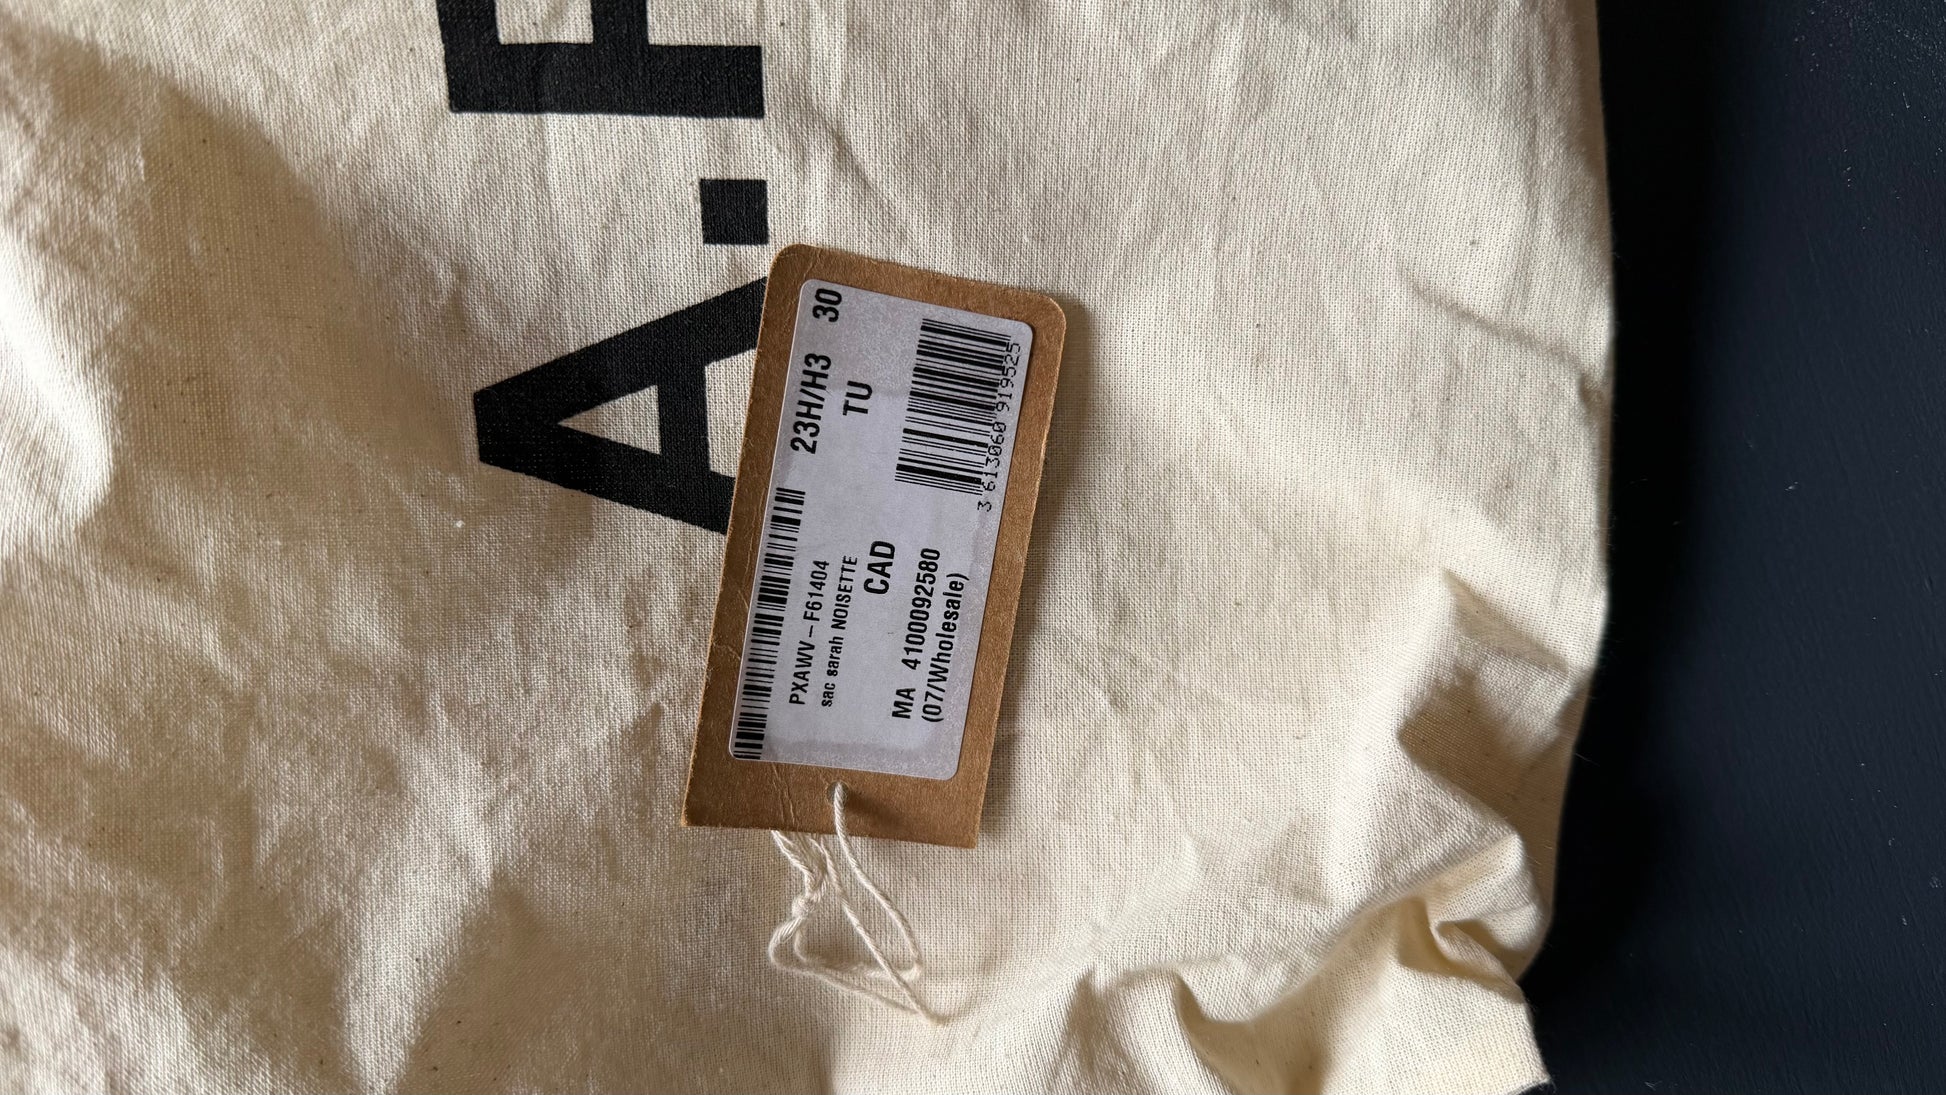 A.P
PXAWV – F61404 23H/H3 30
sac sarah NOISETTE TU
CAD
MA 4100092580
(07/Wholesale)
3 613060 919525